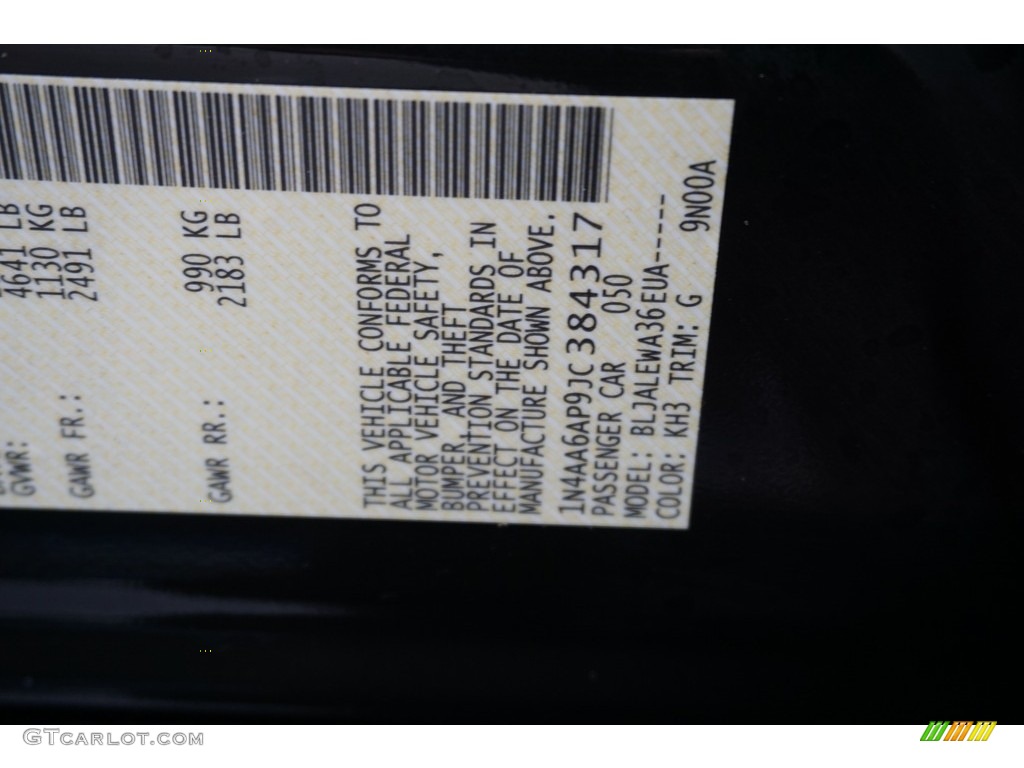 4641 LB
GVWR:
1130 KG
GAWR FR.: 2491 LB
990 KG
GAWR RR.: 2183 LB
THIS VEHICLE CONFORMS TO
ALL APPLICABLE FEDERAL
MOTOR VEHICLE SAFETY,
BUMPER, AND THEFT
PREVENTION STANDARDS IN
EFFECT ON THE DATE OF
MANUFACTURE SHOWN ABOVE.
1N4AA6AP9JC384317
PASSENGER CAR 050
MODEL: BLJALEWA36EUA-----
COLOR: KH3 TRIM: G 9N00A
GTCARLOT.COM